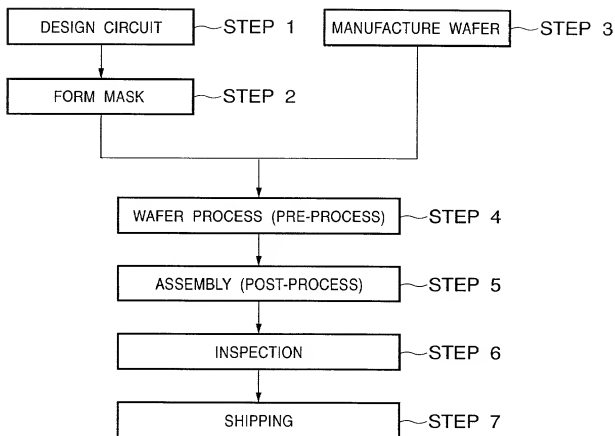 DESIGN CIRCUIT STEP 1
MANUFACTURE WAFER STEP 3
FORM MASK STEP 2
WAFER PROCESS (PRE-PROCESS) STEP 4
ASSEMBLY (POST-PROCESS) STEP 5
INSPECTION STEP 6
SHIPPING STEP 7